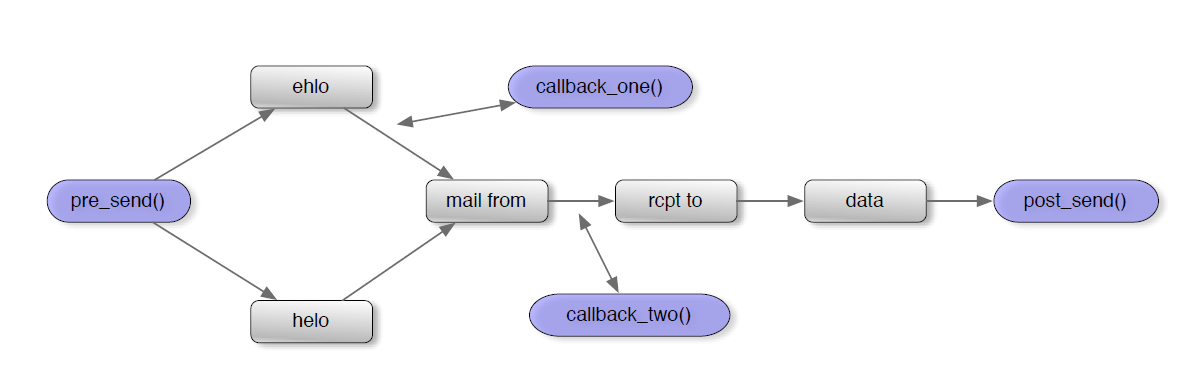 ehlo
callback_one()
pre_send()
mail from
rcpt to
data
post_send()
helo
callback_two()